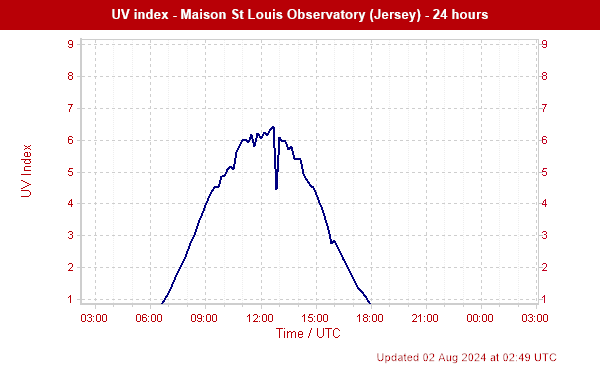 UV index - Maison St Louis Observatory (Jersey) - 24 hours
9 9
8 8
7 7
6 6
5 5
4 4
3 3
2 2
1 1
UV Index
03:00 06:00 09:00 12:00 15:00 18:00 21:00 00:00 03:00
Time / UTC
Updated 02 Aug 2024 at 02:49 UTC